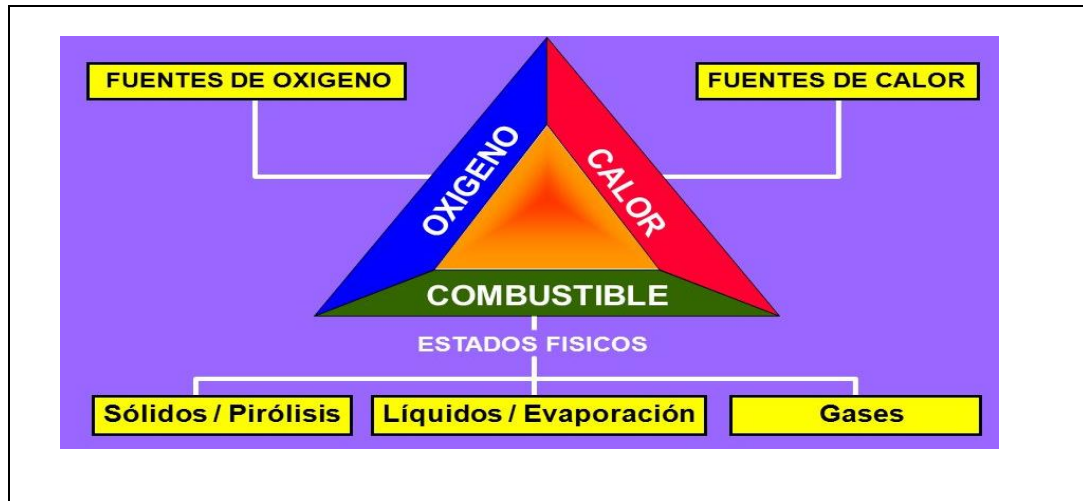 FUENTES DE OXIGENO
FUENTES DE CALOR
OXIGENO
CALOR
COMBUSTIBLE
ESTADOS FISICOS
Sólidos / Pirólisis
Líquidos / Evaporación
Gases